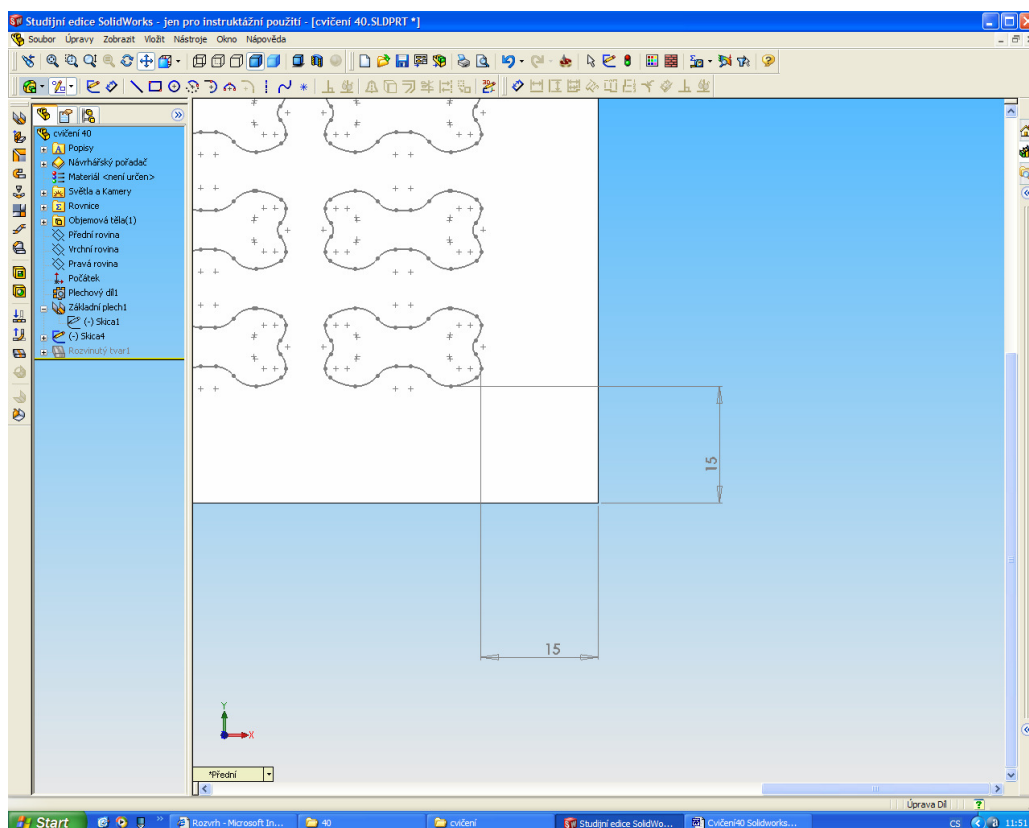 Studijní edice SolidWorks - jen pro instruktážní použití - [cvičení 40.SLDPRT *]
Soubor Úpravy Zobrazit Vložit Nástroje Okno Nápověda
cvičení 40
Popisy
Návrhářský pořadač
Materiál <není určen>
Světla a Kamery
Rovnice
Objemová těla(1)
Přední rovina
Vrchní rovina
Pravá rovina
Počátek
Plechový díl1
Základní plech1
(-) Skica1
(-) Skica4
Rozvinutý tvar1
15
15
Y
X
*Přední
Úprava Díl
Start
Rozvrh - Microsoft In...
40
cvičení
Studijní edice SolidWo...
Cvičení40 Solidworks...
CS
11:51